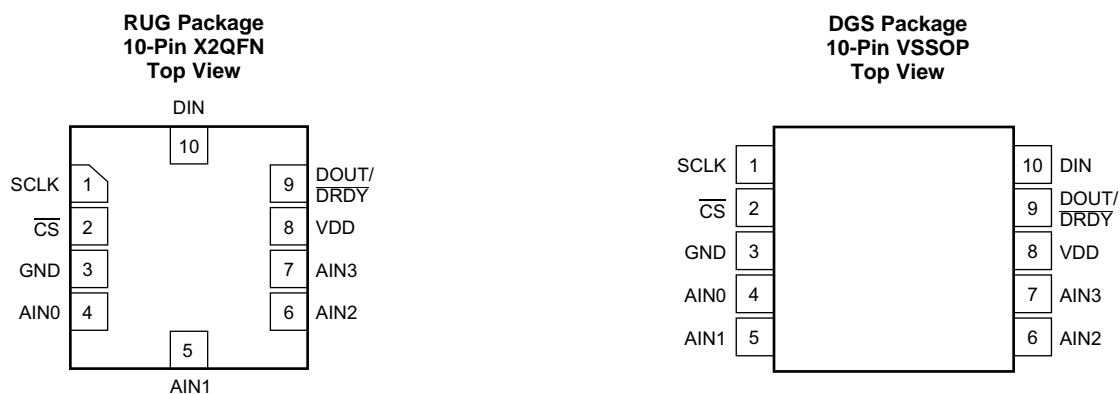 RUG Package
10-Pin X2QFN
Top View
DIN
10
SCLK 1
9 DOUT/
DRDY
CS 2
8 VDD
GND 3
7 AIN3
AIN0 4
6 AIN2
5
AIN1
DGS Package
10-Pin VSSOP
Top View
SCLK 1
10 DIN
CS 2
9 DOUT/
DRDY
GND 3
8 VDD
AIN0 4
7 AIN3
AIN1 5
6 AIN2